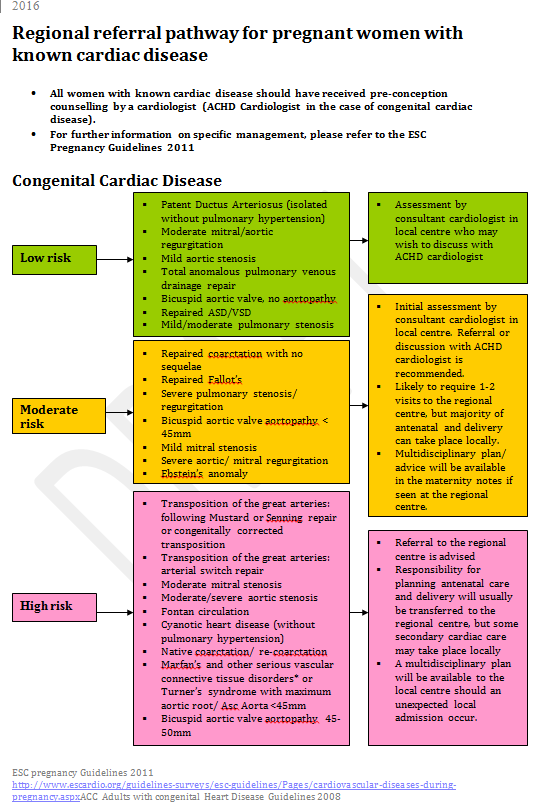 2016
Regional referral pathway for pregnant women with
known cardiac disease
• All women with known cardiac disease should have received pre-conception
counselling by a cardiologist (ACHD Cardiologist in the case of congenital cardiac
disease).
• For further information on specific management, please refer to the ESC
Pregnancy Guidelines 2011
Congenital Cardiac Disease
Low risk
▪ Patent Ductus Arteriosus (isolated
without pulmonary hypertension)
▪ Moderate mitral/aortic
regurgitation
▪ Mild aortic stenosis
▪ Total anomalous pulmonary venous
drainage repair
▪ Bicuspid aortic valve, no aortopathy
▪ Repaired ASD/VSD
▪ Mild/moderate pulmonary stenosis
▪ Assessment by
consultant cardiologist in
local centre who may
wish to discuss with
ACHD cardiologist
Moderate
risk
▪ Repaired coarctation with no
sequelae
▪ Repaired Fallot's
▪ Severe pulmonary stenosis/
regurgitation
▪ Bicuspid aortic valve aortopathy <
45mm
▪ Mild mitral stenosis
▪ Severe aortic/ mitral regurgitation
▪ Ebstein's anomaly
▪ Initial assessment by
consultant cardiologist in
local centre. Referral or
discussion with ACHD
cardiologist is
recommended.
▪ Likely to require 1-2
visits to the regional
centre, but majority of
antenatal and delivery
can take place locally.
▪ Multidisciplinary plan/
advice will be available
in the maternity notes if
seen at the regional
centre.
High risk
▪ Transposition of the great arteries:
following Mustard or Senning repair
or congenitally corrected
transposition
▪ Transposition of the great arteries:
arterial switch repair
▪ Moderate mitral stenosis
▪ Moderate/severe aortic stenosis
▪ Fontan circulation
▪ Cyanotic heart disease (without
pulmonary hypertension)
▪ Native coarctation/ re-coarctation
▪ Marfan's and other serious vascular
connective tissue disorders* or
Turner's syndrome with maximum
aortic root/ Asc Aorta <45mm
▪ Bicuspid aortic valve aortopathy 45-
50mm
▪ Referral to the regional
centre is advised
▪ Responsibility for
planning antenatal care
and delivery will usually
be transferred to the
regional centre, but some
secondary cardiac care
may take place locally
▪ A multidisciplinary plan
will be available to the
local centre should an
unexpected local
admission occur.
ESC pregnancy Guidelines 2011
http://www.escardio.org/guidelines-surveys/esc-guidelines/Pages/cardiovascular-diseases-during-
pregnancy.aspxACC Adults with congenital Heart Disease Guidelines 2008